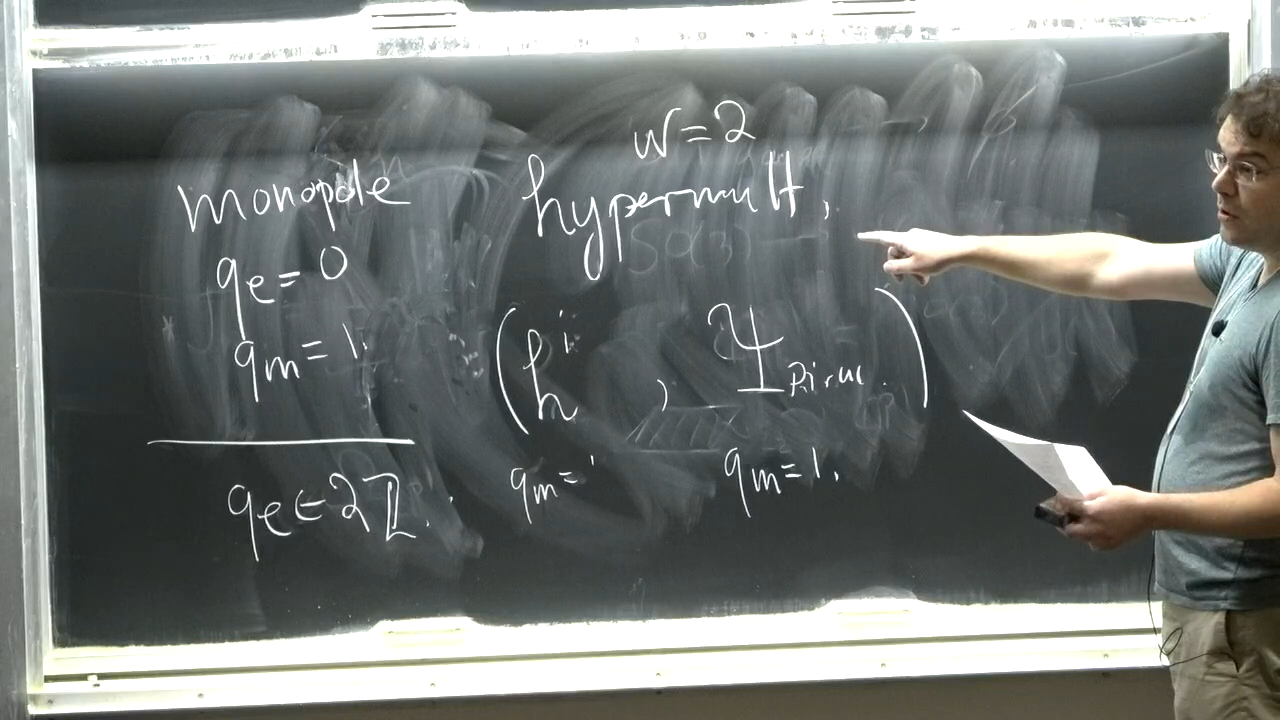 monopole
qe = 0
qm = 1.
qe ∈ 2ℤ.
W=2
hypermult.
(h^i , Ψ_Dirac.)
qm = 1
qm = 1.